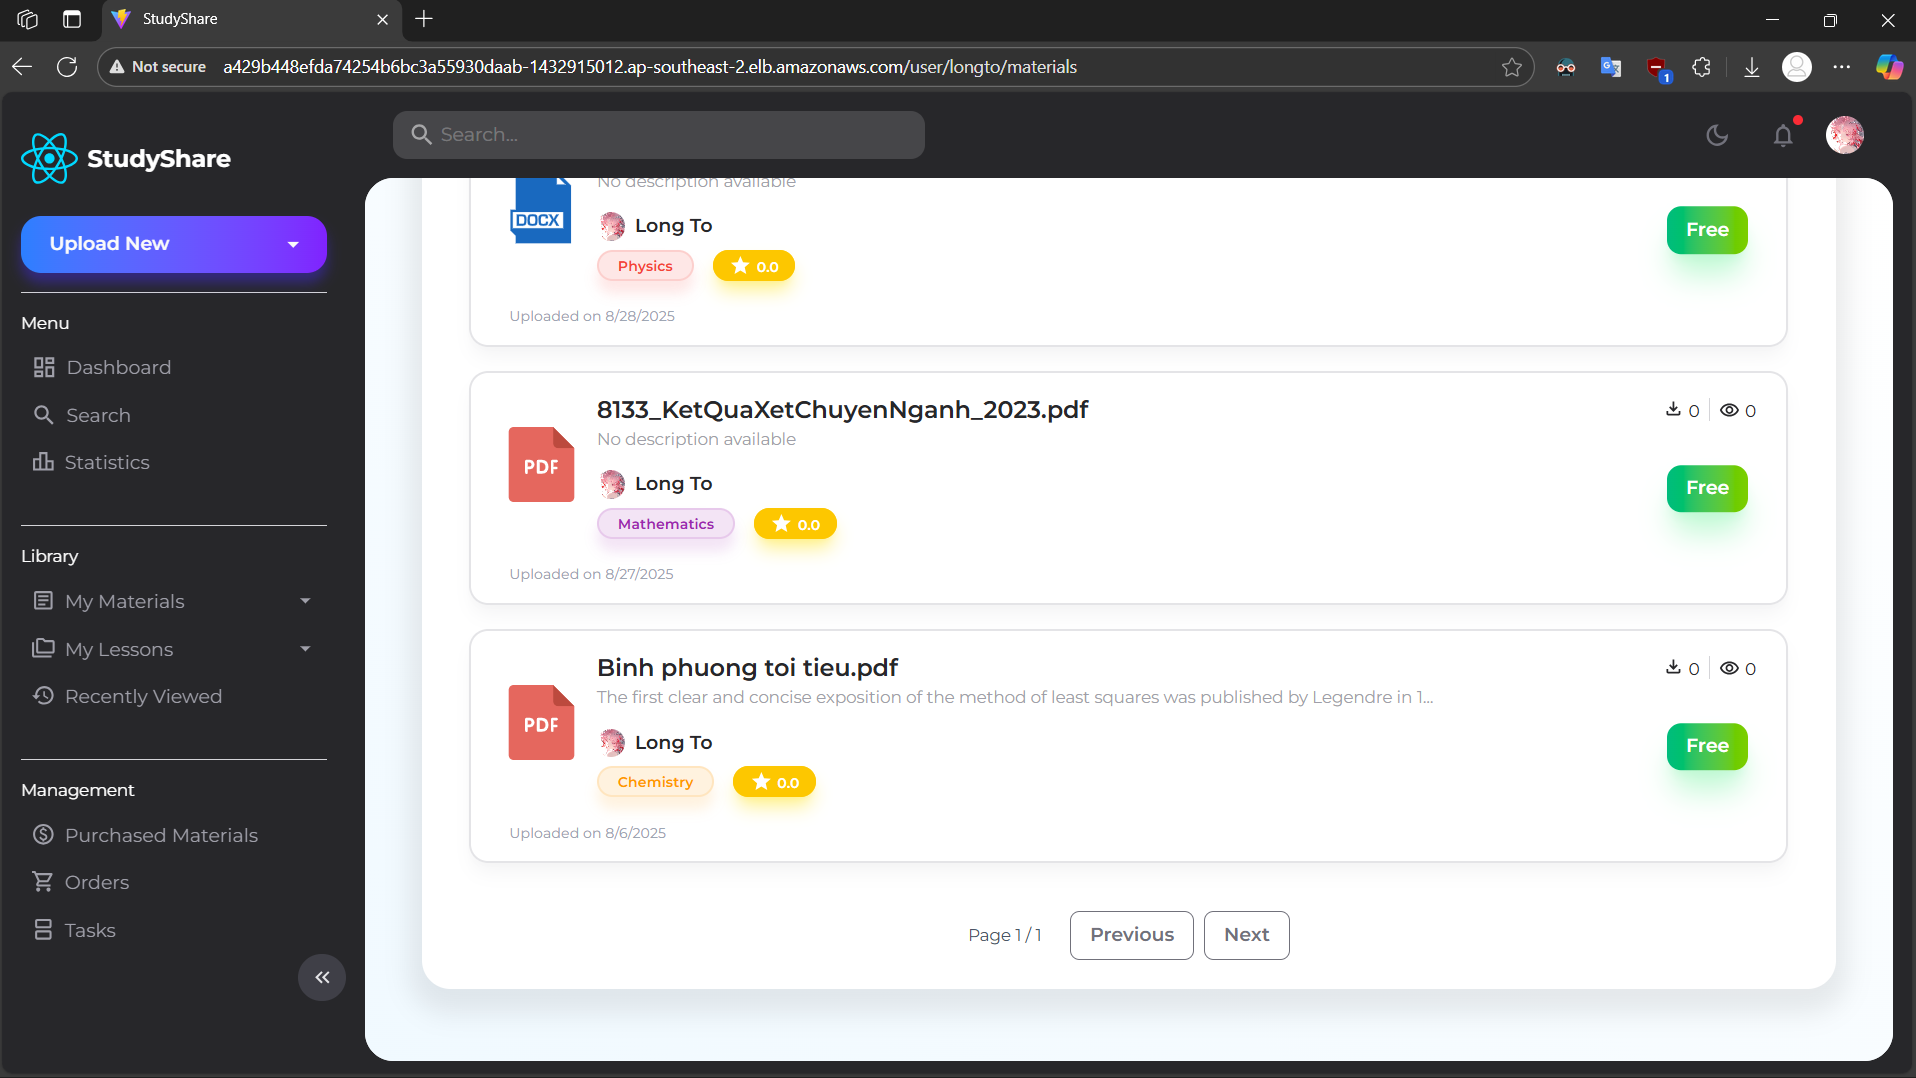 StudyShare
Not secure
a429b448efda74254b6bc3a55930daab-1432915012.ap-southeast-2.elb.amazonaws.com/user/longto/materials
1
StudyShare
Search...
Upload New
Menu
Dashboard
Search
Statistics
Library
My Materials
My Lessons
Recently Viewed
Management
Purchased Materials
Orders
Tasks
No description available
DOCX
Long To
Free
Physics
0.0
Uploaded on 8/28/2025
8133_KetQuaXetChuyenNganh_2023.pdf
0
0
No description available
PDF
Long To
Free
Mathematics
0.0
Uploaded on 8/27/2025
Binh phuong toi tieu.pdf
0
0
The first clear and concise exposition of the method of least squares was published by Legendre in 1...
PDF
Long To
Free
Chemistry
0.0
Uploaded on 8/6/2025
Page 1 / 1
Previous
Next